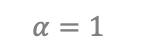 α = 1